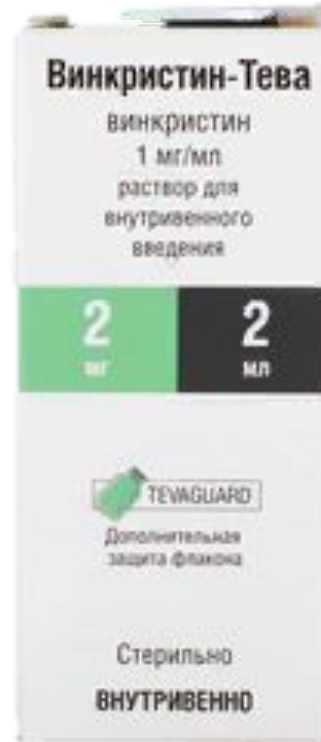 Винкристин-Тева
винкристин
1 мг/мл
раствор для
внутривенного
введения
2 2
мг мл
TEVAGUARD
Дополнительная
защита флакона
Стерильно
ВНУТРИВЕННО